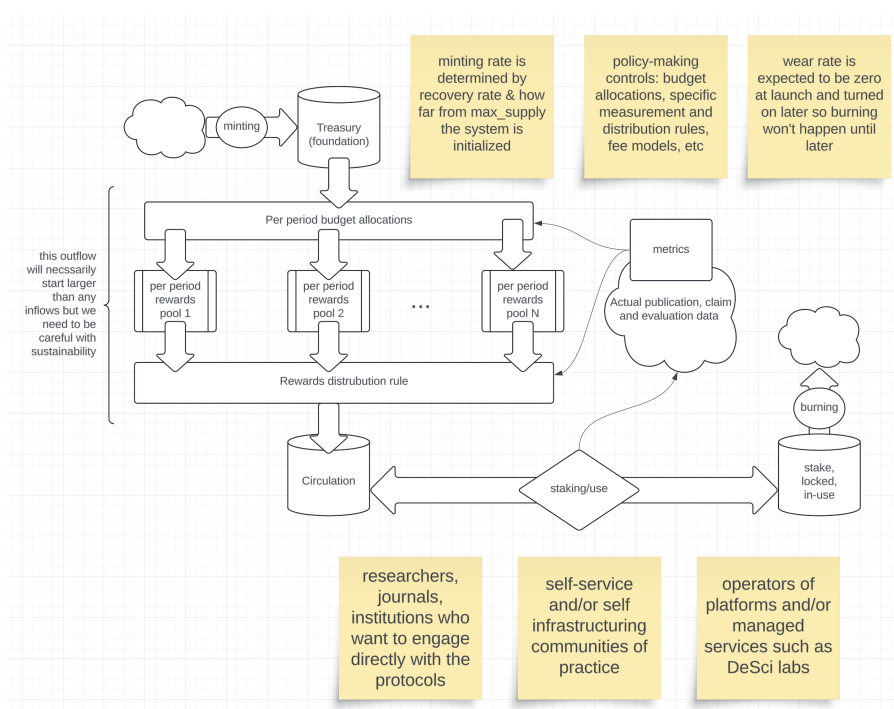 minting rate is
determined by
recovery rate & how
far from max_supply
the system is
initialized
policy-making
controls: budget
allocations, specific
measurement and
distribution rules,
fee models, etc
wear rate is
expected to be zero
at launch and turned
on later so burning
won't happen until
later
minting
Treasury
(foundation)
Per period budget allocations
metrics
this outflow
will necssarily
start larger
than any
inflows but we
need to be
careful with
sustainability
per period
rewards
pool 1
per period
rewards
pool 2
...
per period
rewards
pool N
Actual publication, claim
and evaluation data
Rewards distrubution rule
burning
Circulation
staking/use
stake,
locked,
in-use
researchers,
journals,
institutions who
want to engage
directly with the
protocols
self-service
and/or self
infrastructuring
communities of
practice
operators of
platforms and/or
managed
services such as
DeSci labs